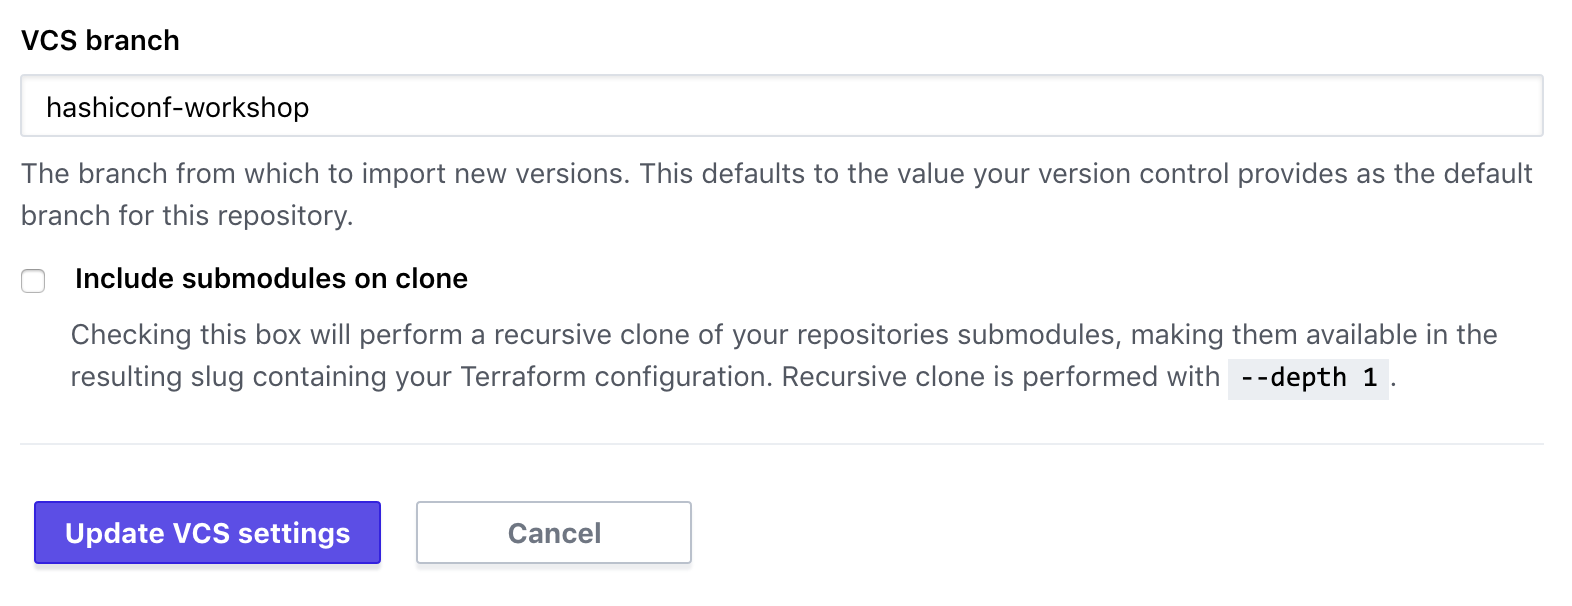 VCS branch
hashiconf-workshop
The branch from which to import new versions. This defaults to the value your version control provides as the default
branch for this repository.
Include submodules on clone
Checking this box will perform a recursive clone of your repositories submodules, making them available in the
resulting slug containing your Terraform configuration. Recursive clone is performed with --depth 1 .
Update VCS settings
Cancel